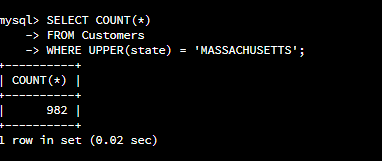 mysql> SELECT COUNT(*)
-> FROM Customers
-> WHERE UPPER(state) = 'MASSACHUSETTS';
+----------+
| COUNT(*) |
+----------+
|      982 |
+----------+
1 row in set (0.02 sec)